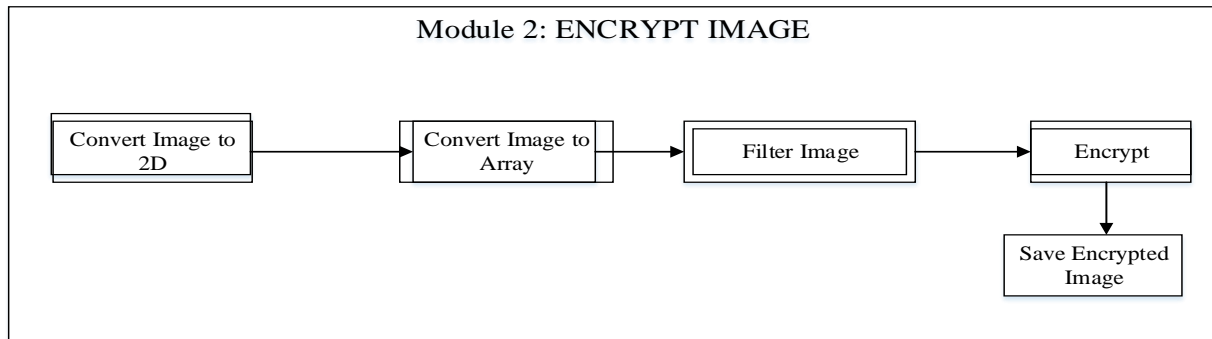 Module 2: ENCRYPT IMAGE
Convert Image to
2D
Convert Image to
Array
Filter Image
Encrypt
Save Encrypted
Image